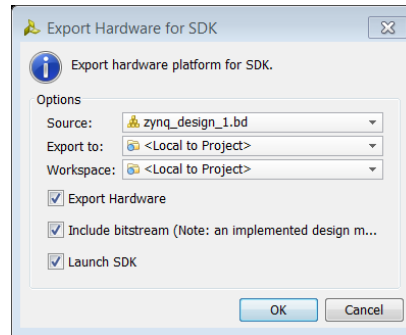 Export Hardware for SDK
Export hardware platform for SDK.
Options
Source: zynq_design_1.bd
Export to: <Local to Project>
Workspace: <Local to Project>
Export Hardware
Include bitstream (Note: an implemented design m...
Launch SDK
OK Cancel